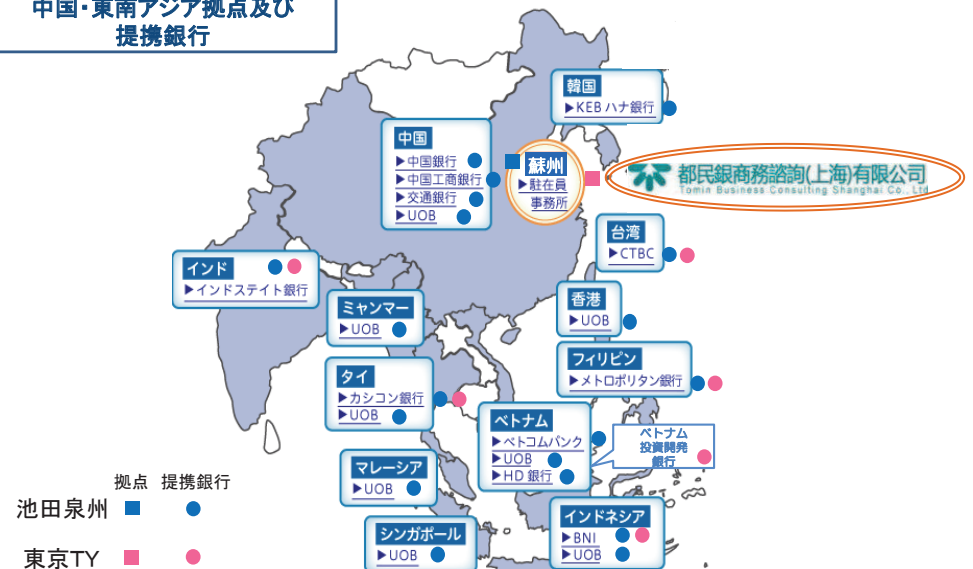 中国・東南アジア拠点及び
提携銀行
韓国
▶KEB ハナ銀行
中国
▶中国銀行
▶中国工商銀行
▶交通銀行
▶UOB
蘇州
▶駐在員
事務所
都民銀商務諮詢(上海)有限公司
Tomin Business Consulting Shanghai Co., Ltd
台湾
▶CTBC
インド
▶インドステイト銀行
ミャンマー
▶UOB
香港
▶UOB
フィリピン
▶メトロポリタン銀行
タイ
▶カシコン銀行
▶UOB
ベトナム
▶ベトコムバンク
▶UOB
▶HD 銀行
ベトナム
投資開発
銀行
マレーシア
▶UOB
シンガポール
▶UOB
インドネシア
▶BNI
▶UOB
拠点 提携銀行
池田泉州
東京TY